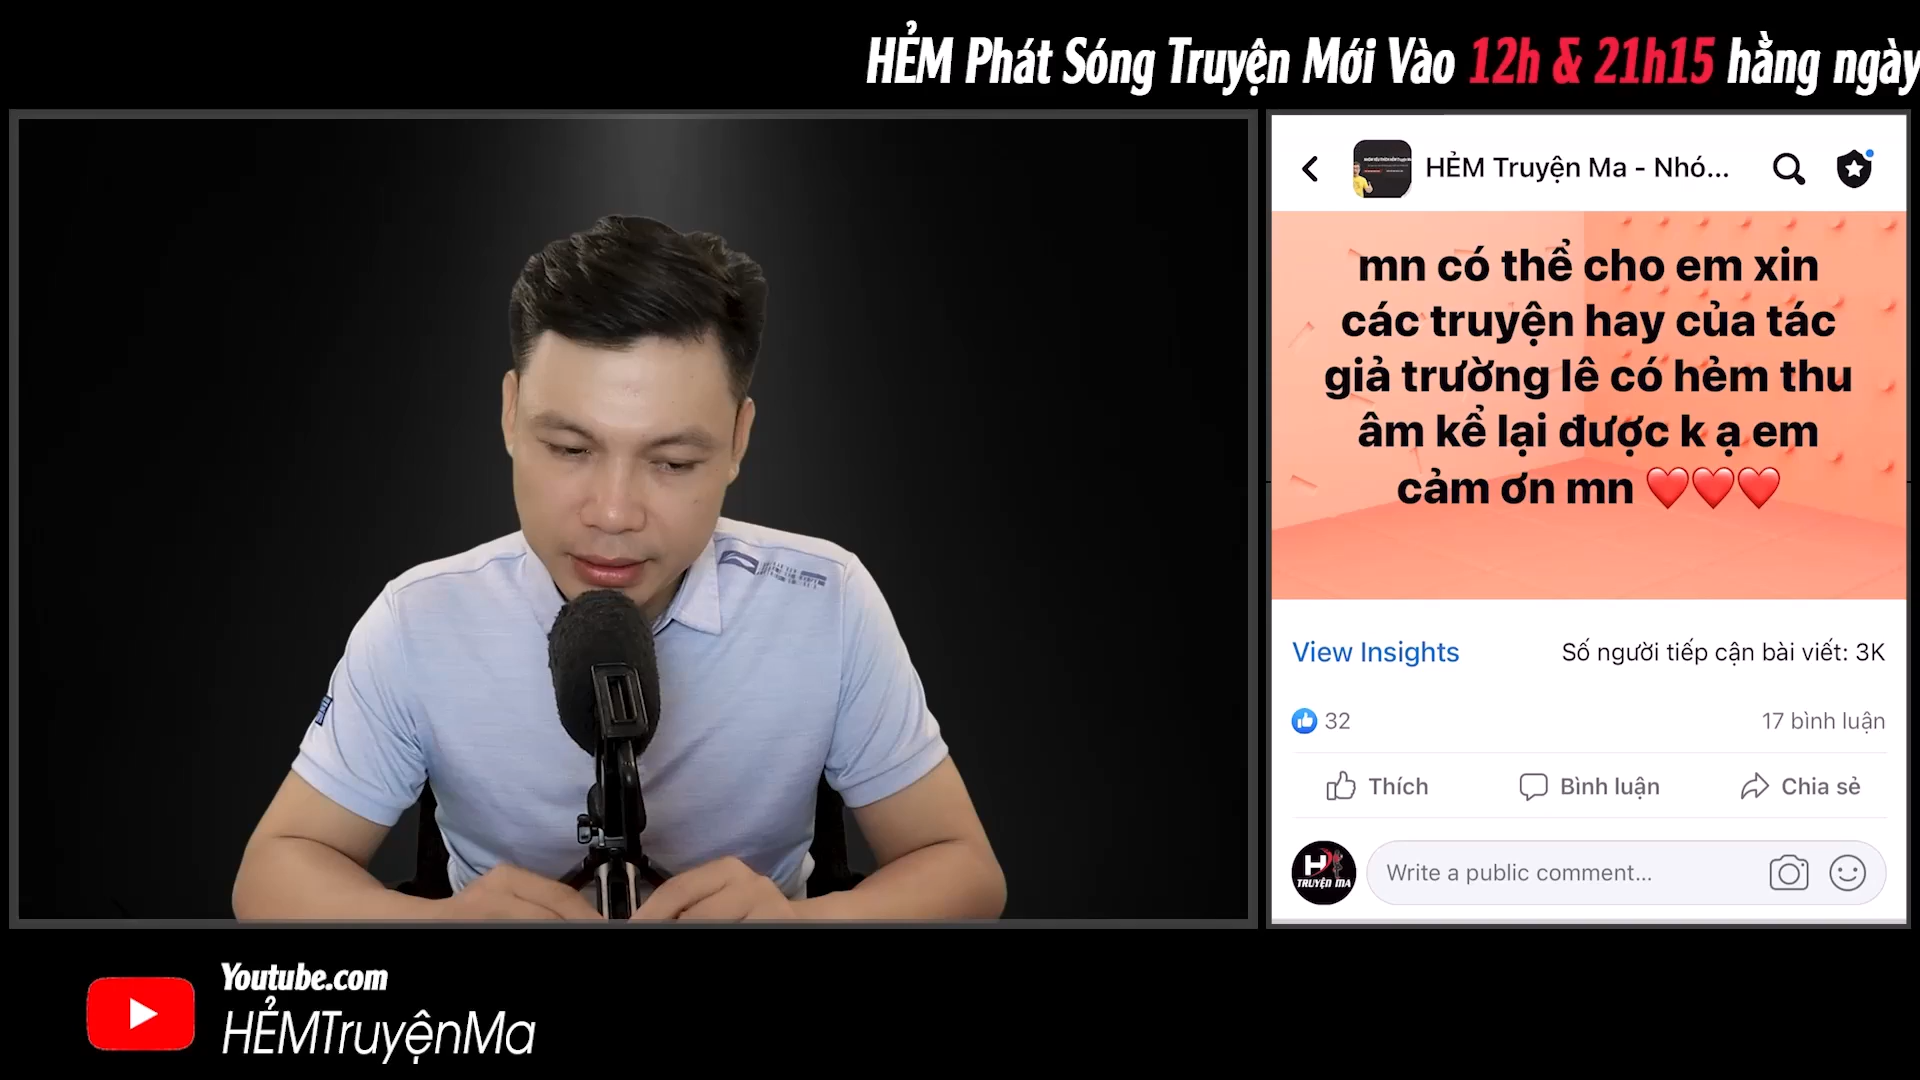 HẺM Phát Sóng Truyện Mới Vào 12h & 21h15 hằng ngày
HẺM Truyện Ma - Nhó...
mn có thể cho em xin
các truyện hay của tác
giả trường lê có hẻm thu
âm kể lại được k ạ em
cảm ơn mn ❤️❤️❤️
View Insights
Số người tiếp cận bài viết: 3K
32
17 bình luận
Thích
Bình luận
Chia sẻ
H
TRUYỆN MA
Write a public comment...
Youtube.com
HẺMTruyệnMa